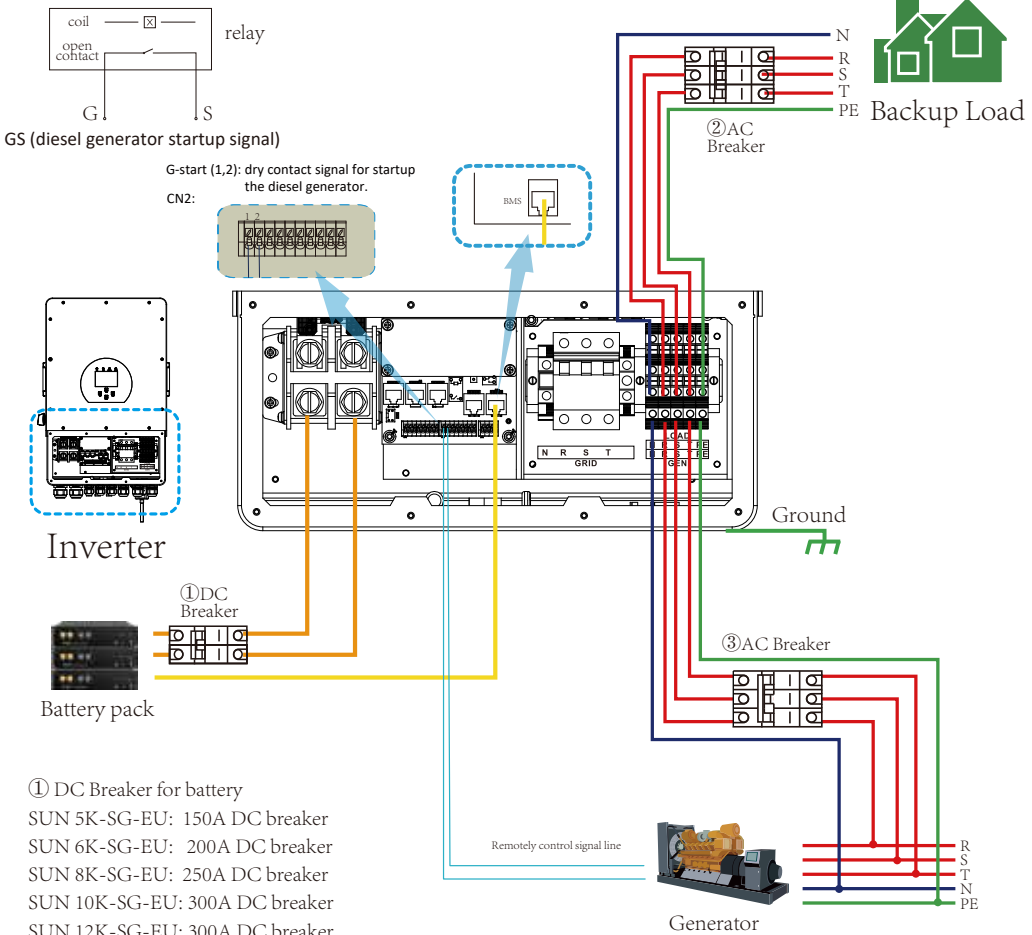 coil
X
relay
open
contact
G
S
GS (diesel generator startup signal)
G-start (1,2): dry contact signal for startup
the diesel generator.
CN2:
1 2
BMS
N
R
S
T
PE
Backup Load
②AC
Breaker
LOAD
N R S T PE
N R S T PE
GEN
N R S T
GRID
Ground
Inverter
①DC
Breaker
Battery pack
③AC Breaker
① DC Breaker for battery
SUN 5K-SG-EU: 150A DC breaker
SUN 6K-SG-EU: 200A DC breaker
SUN 8K-SG-EU: 250A DC breaker
SUN 10K-SG-EU: 300A DC breaker
SUN 12K-SG-EU: 300A DC breaker
Remotely control signal line
Generator
R
S
T
N
PE